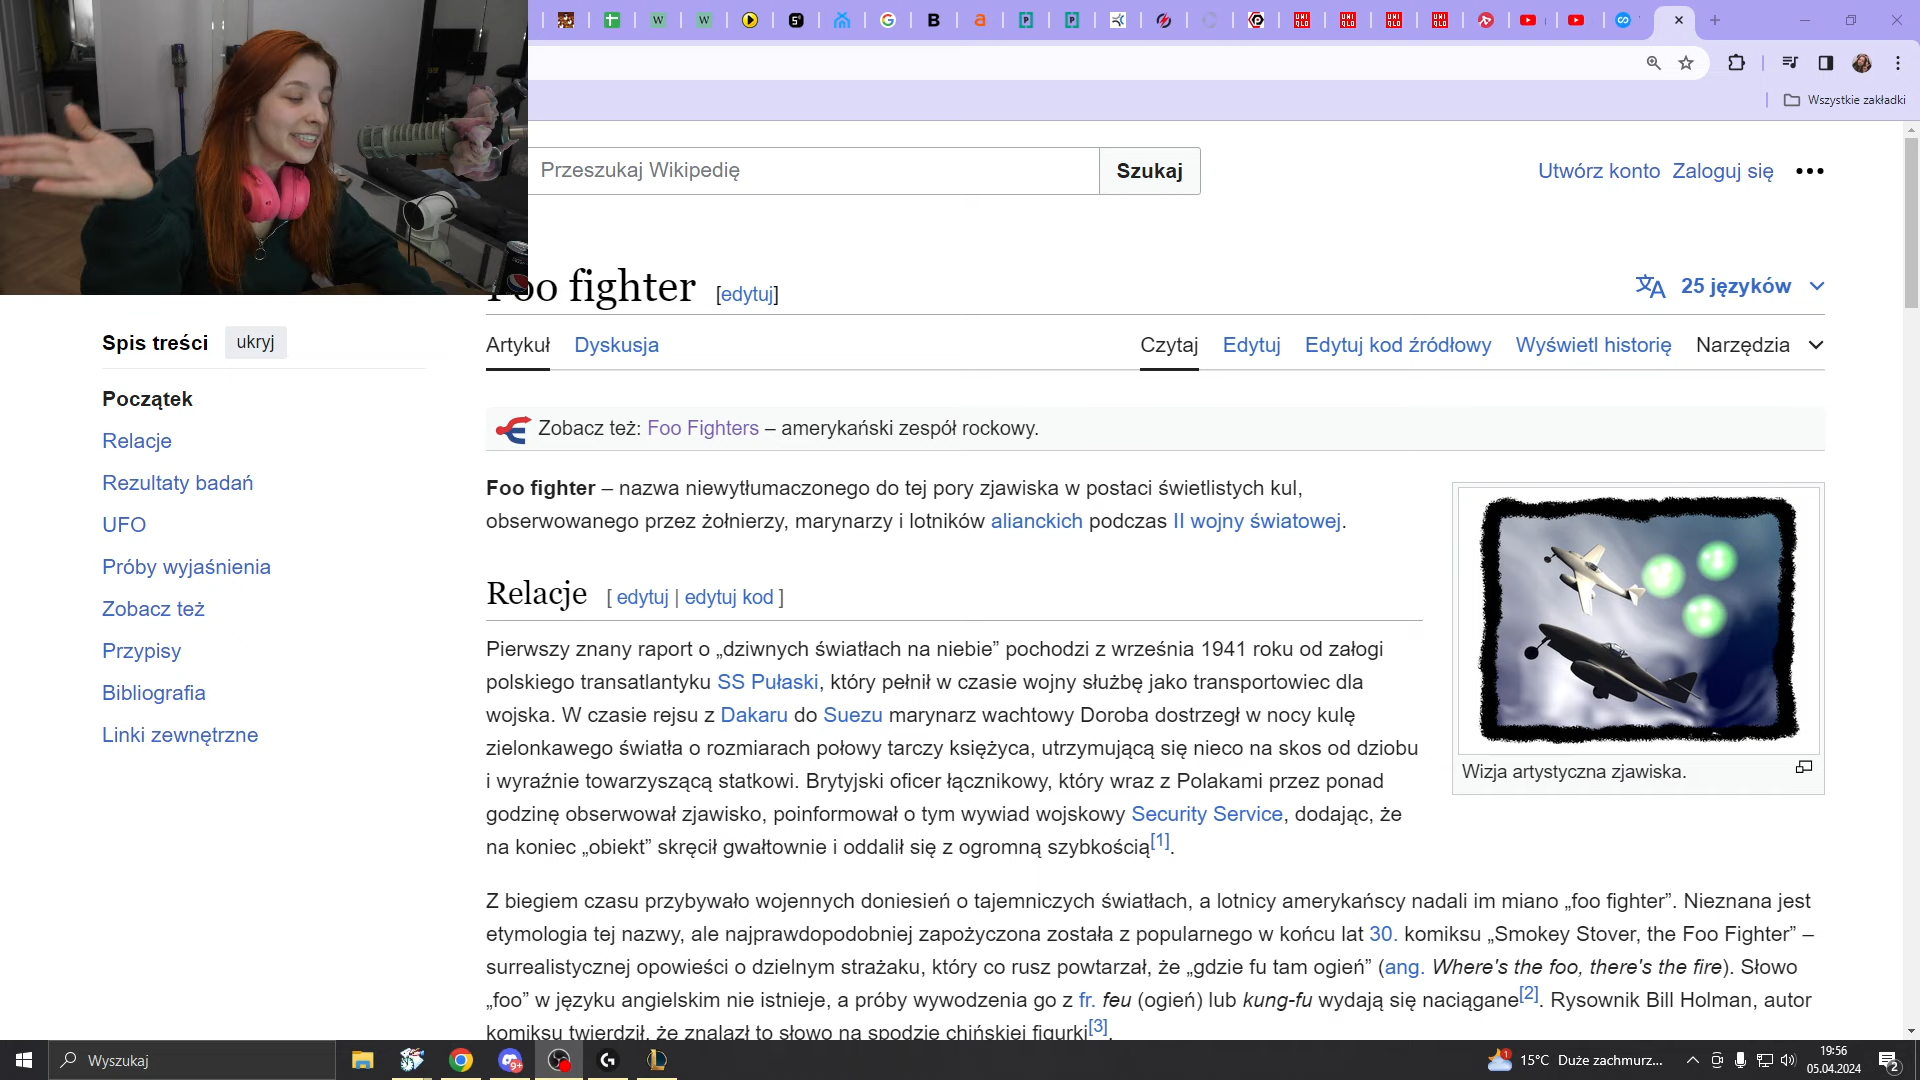 Wszystkie zakładki
Przeszukaj Wikipedię
Szukaj
Utwórz konto Zaloguj się
Foo fighter [edytuj]
25 języków
Spis treści ukryj
Artykuł Dyskusja
Czytaj Edytuj Edytuj kod źródłowy Wyświetl historię Narzędzia
Początek
Relacje
Rezultaty badań
UFO
Próby wyjaśnienia
Zobacz też
Przypisy
Bibliografia
Linki zewnętrzne
Zobacz też: Foo Fighters – amerykański zespół rockowy.
Foo fighter – nazwa niewytłumaczonego do tej pory zjawiska w postaci świetlistych kul,
obserwowanego przez żołnierzy, marynarzy i lotników alianckich podczas II wojny światowej.
Relacje [ edytuj | edytuj kod ]
Pierwszy znany raport o „dziwnych światłach na niebie” pochodzi z września 1941 roku od załogi
polskiego transatlantyku SS Pułaski, który pełnił w czasie wojny służbę jako transportowiec dla
wojska. W czasie rejsu z Dakaru do Suezu marynarz wachtowy Doroba dostrzegł w nocy kulę
zielonkawego światła o rozmiarach połowy tarczy księżyca, utrzymującą się nieco na skos od dziobu
i wyraźnie towarzyszącą statkowi. Brytyjski oficer łącznikowy, który wraz z Polakami przez ponad
godzinę obserwował zjawisko, poinformował o tym wywiad wojskowy Security Service, dodając, że
na koniec „obiekt” skręcił gwałtownie i oddalił się z ogromną szybkością[1].
Wizja artystyczna zjawiska.
Z biegiem czasu przybywało wojennych doniesień o tajemniczych światłach, a lotnicy amerykańscy nadali im miano „foo fighter”. Nieznana jest
etymologia tej nazwy, ale najprawdopodobniej zapożyczona została z popularnego w końcu lat 30. komiksu „Smokey Stover, the Foo Fighter” –
surrealistycznej opowieści o dzielnym strażaku, który co rusz powtarzał, że „gdzie fu tam ogień” (ang. Where's the foo, there's the fire). Słowo
„foo” w języku angielskim nie istnieje, a próby wywodzenia go z fr. feu (ogień) lub kung-fu wydają się naciągane[2]. Rysownik Bill Holman, autor
komiksu twierdził, że znalazł to słowo na spodzie chińskiej figurki[3].
Wyszukaj
15°C Duże zachmurz...
19:56
05.04.2024